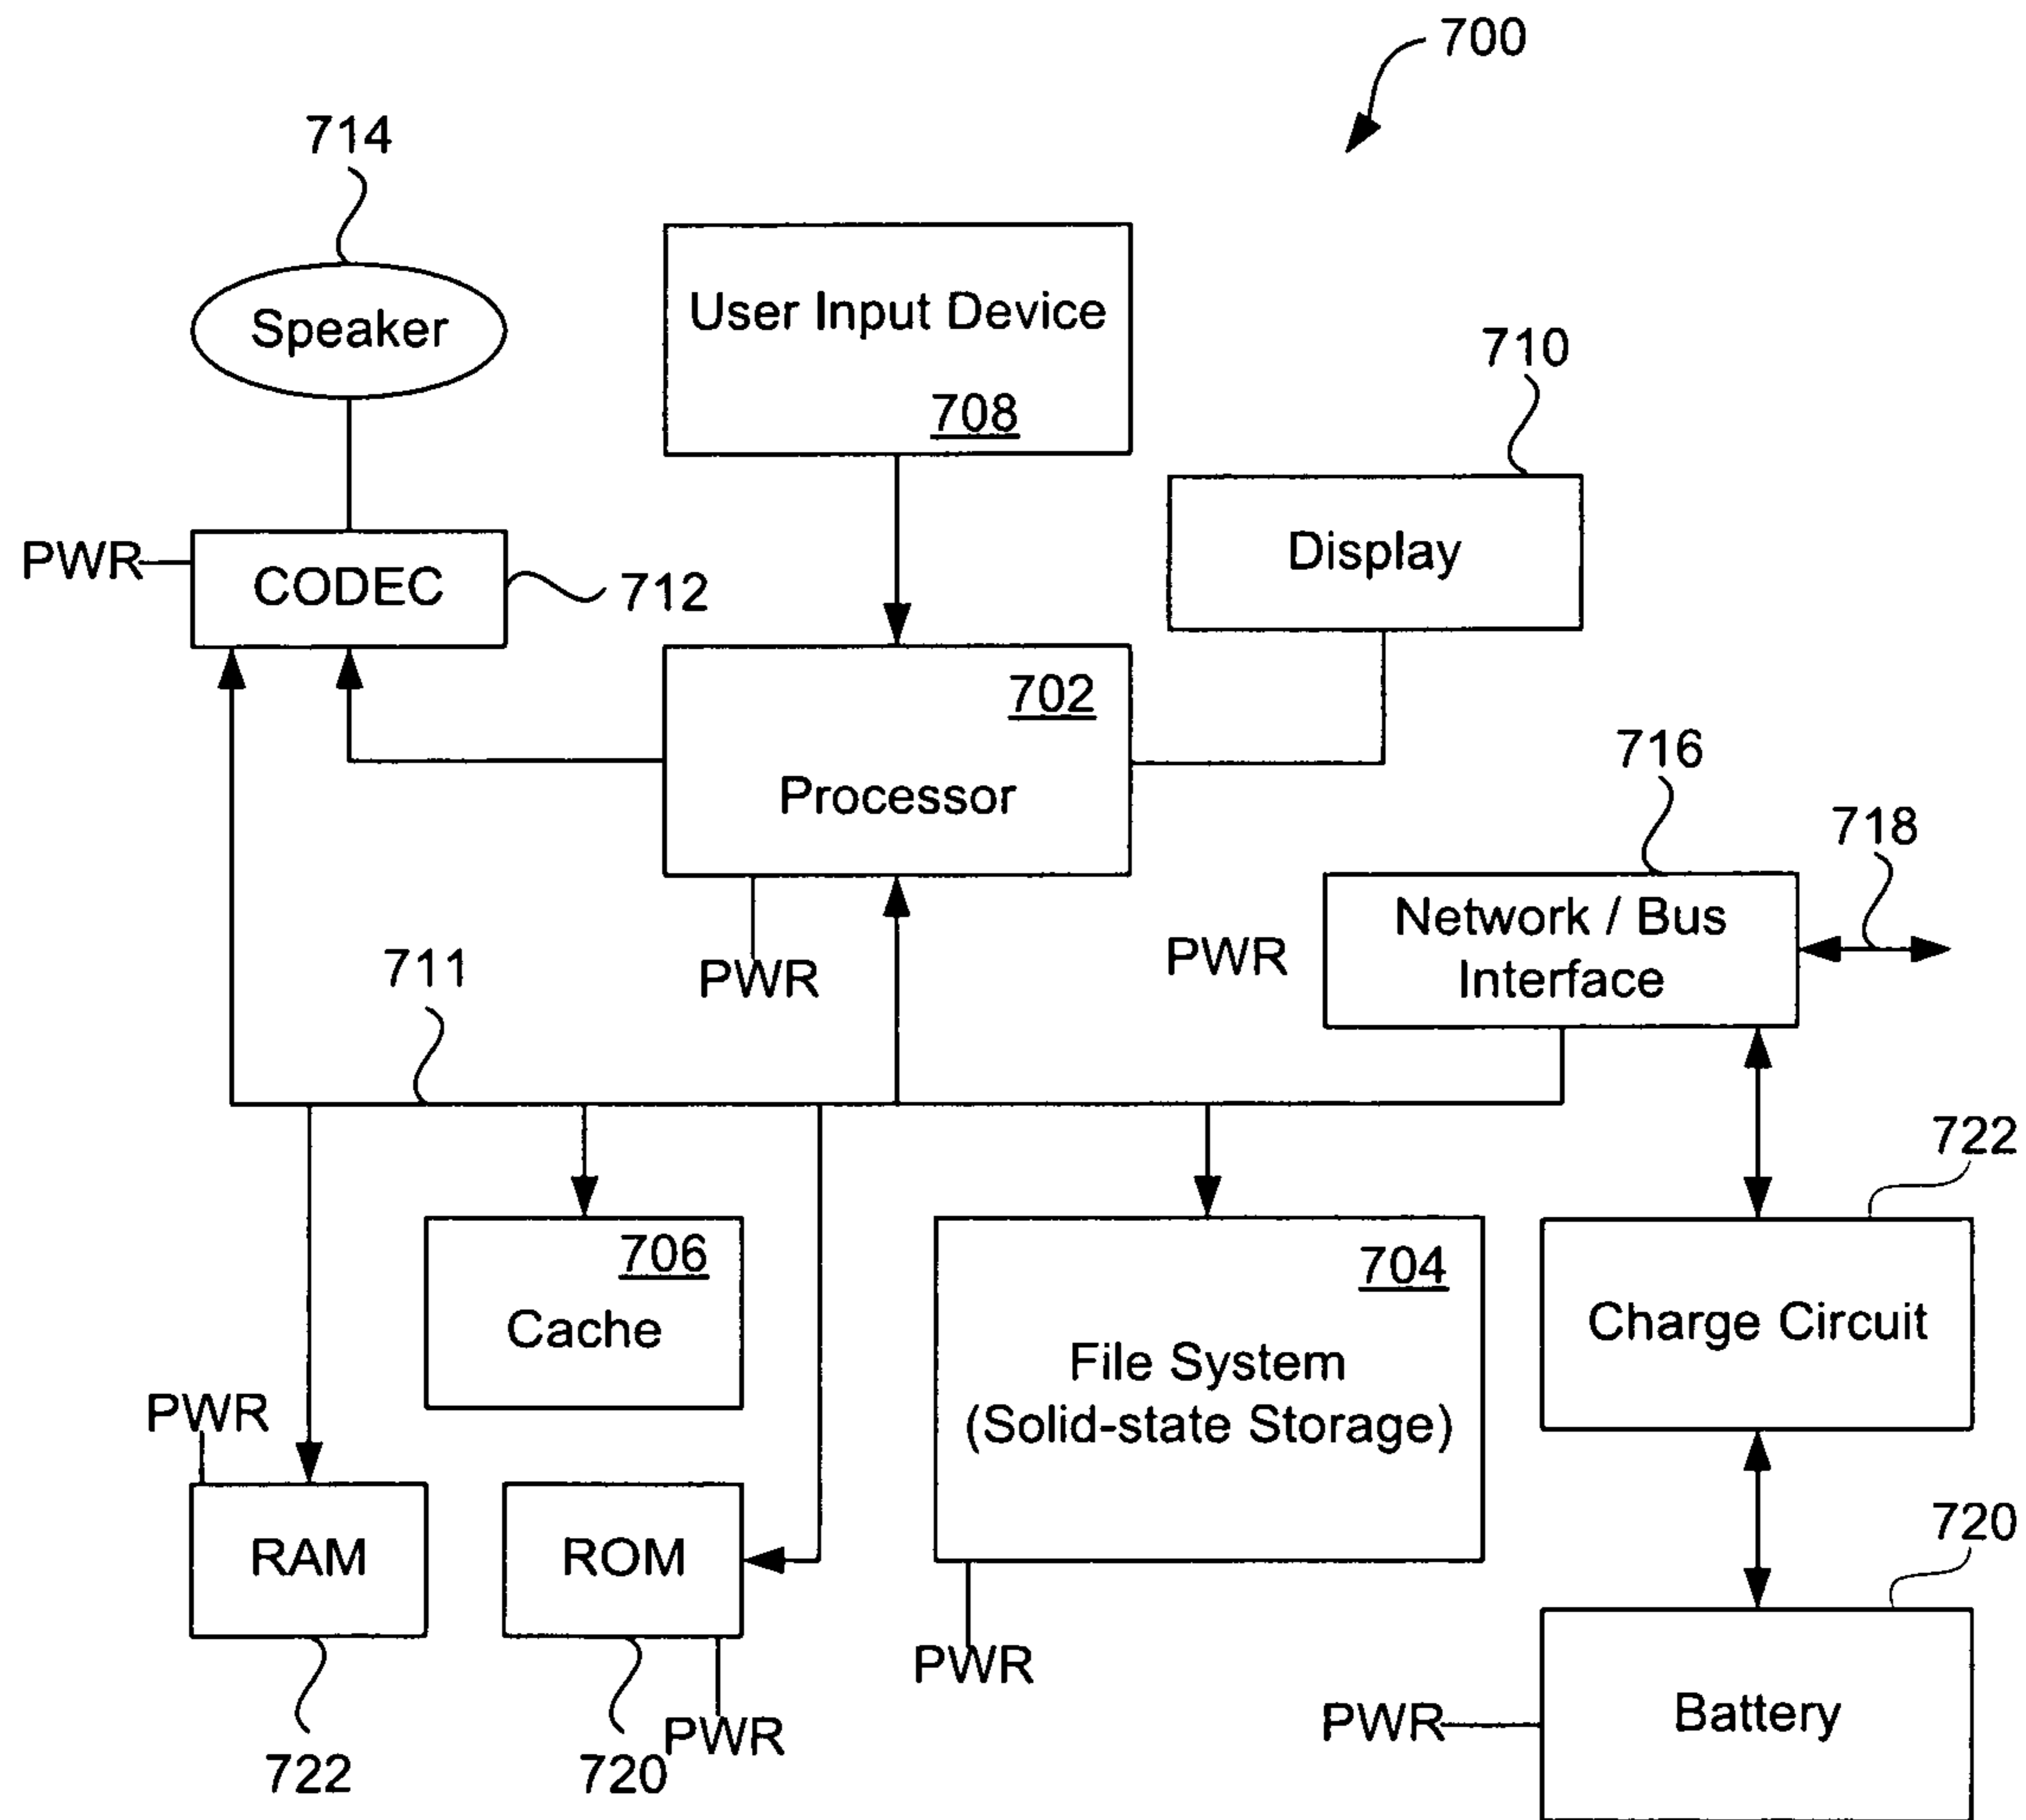 700
714
Speaker
User Input Device
708
710
Display
PWR
CODEC
712
702
Processor
PWR
716
718
PWR
Network / Bus
Interface
711
722
706
Cache
704
File System
(Solid-state Storage)
Charge Circuit
PWR
RAM
ROM
720
PWR
PWR
722
720
PWR
Battery